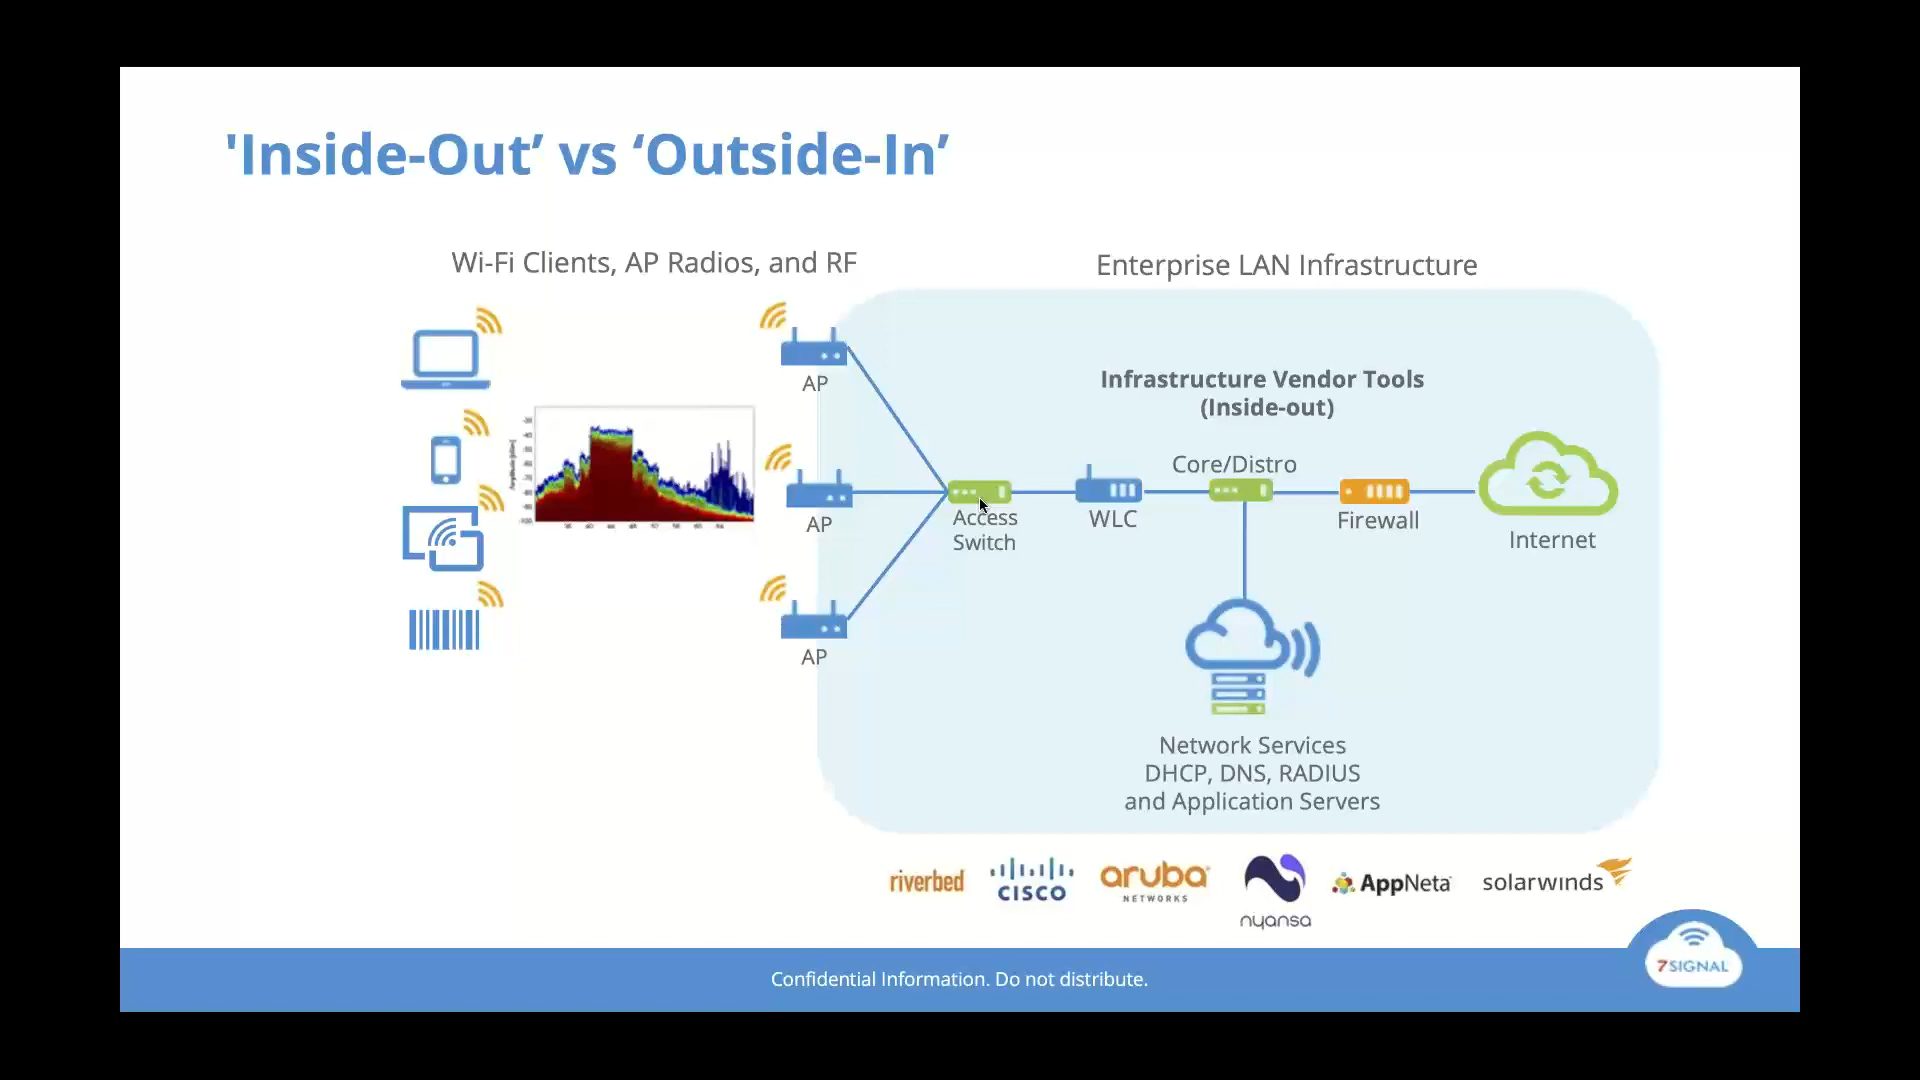 'Inside-Out’ vs ‘Outside-In’
Wi-Fi Clients, AP Radios, and RF
Enterprise LAN Infrastructure
AP
Infrastructure Vendor Tools
(Inside-out)
Core/Distro
AP
Access
Switch
WLC
Firewall
Internet
AP
Network Services
DHCP, DNS, RADIUS
and Application Servers
riverbed
CISCO
aruba
NETWORKS
nyansa
AppNeta
solarwinds
7SIGNAL
Confidential Information. Do not distribute.